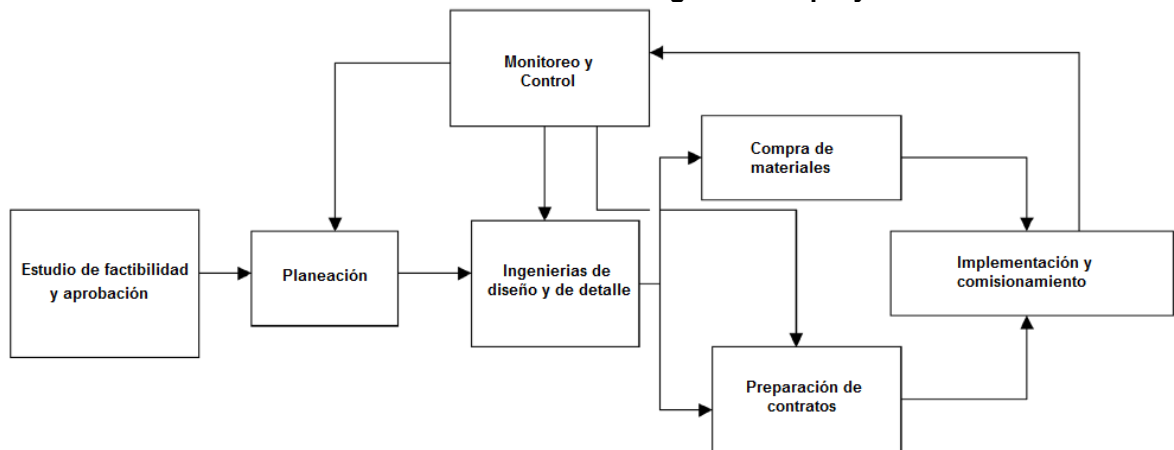 Monitoreo y
Control
Compra de
materiales
Estudio de factibilidad
y aprobación
Planeación
Ingenierias de
diseño y de detalle
Implementación y
comisionamiento
Preparación de
contratos